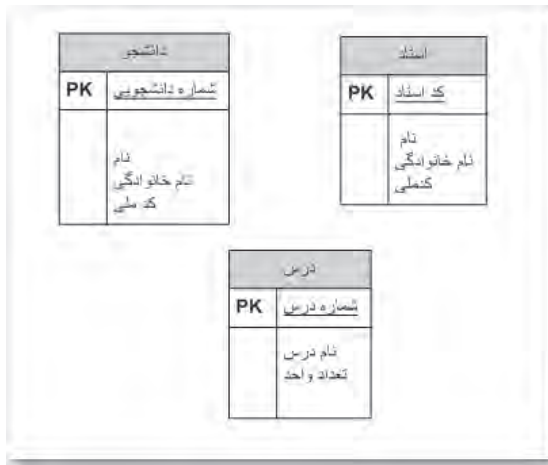 دانشجو
PK شماره دانشجویی
نام
نام خانوادگی
کد ملی
استاد
PK کد استاد
نام
نام خانوادگی
کدملی
درس
PK شماره درس
نام درس
تعداد واحد